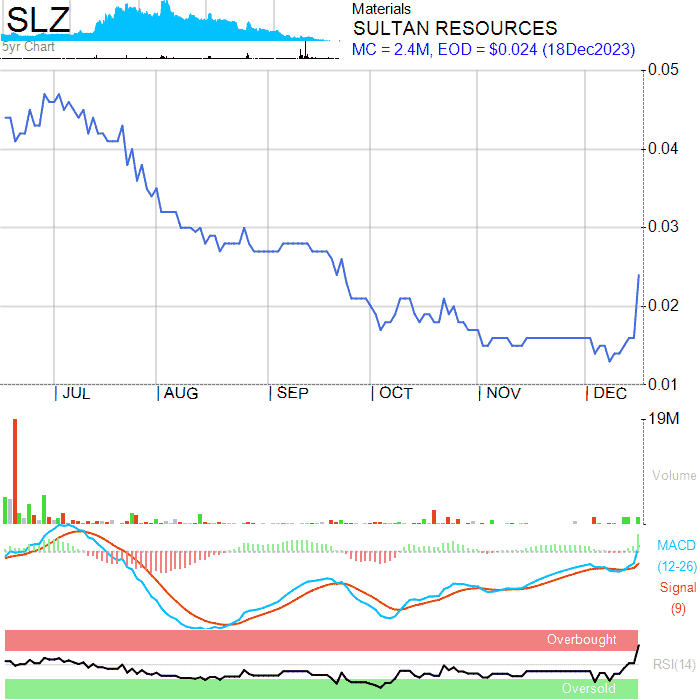 SLZ
5yr Chart
Materials
SULTAN RESOURCES
MC = 2.4M, EOD = $0.024 (18Dec2023)
0.05
0.04
0.03
0.02
0.01
JUL AUG SEP OCT NOV DEC
19M
Volume
MACD
(12-26)
Signal
(9)
Overbought
RSI(14)
Oversold